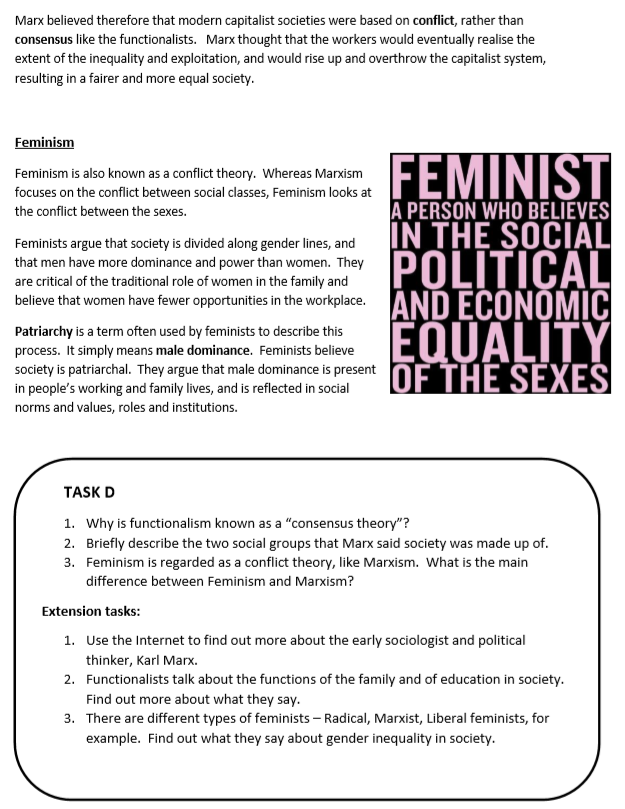 Marx believed therefore that modern capitalist societies were based on conflict, rather than
consensus like the functionalists.   Marx thought that the workers would eventually realise the
extent of the inequality and exploitation, and would rise up and overthrow the capitalist system,
resulting in a fairer and more equal society.
Feminism
Feminism is also known as a conflict theory.  Whereas Marxism
focuses on the conflict between social classes, Feminism looks at
the conflict between the sexes.
Feminists argue that society is divided along gender lines, and
that men have more dominance and power than women.  They
are critical of the traditional role of women in the family and
believe that women have fewer opportunities in the workplace.
Patriarchy is a term often used by feminists to describe this
process.  It simply means male dominance.  Feminists believe
society is patriarchal.  They argue that male dominance is present
in people's working and family lives, and is reflected in social
norms and values, roles and institutions.
FEMINIST
A PERSON WHO BELIEVES
IN THE SOCIAL
POLITICAL
AND ECONOMIC
EQUALITY
OF THE SEXES
TASK D
1. Why is functionalism known as a “consensus theory”?
2. Briefly describe the two social groups that Marx said society was made up of.
3. Feminism is regarded as a conflict theory, like Marxism.  What is the main
difference between Feminism and Marxism?
Extension tasks:
1. Use the Internet to find out more about the early sociologist and political
thinker, Karl Marx.
2. Functionalists talk about the functions of the family and of education in society.
Find out more about what they say.
3. There are different types of feminists – Radical, Marxist, Liberal feminists, for
example.  Find out what they say about gender inequality in society.